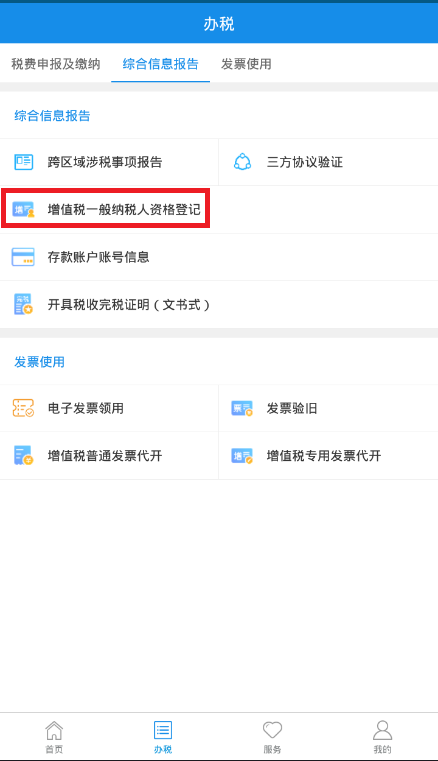 办税
税费申报及缴纳 综合信息报告 发票使用
综合信息报告
跨区域涉税事项报告 三方协议验证
增值税一般纳税人资格登记
存款账户账号信息
开具税收完税证明（文书式）
发票使用
电子发票领用 发票验旧
增值税普通发票代开 增值税专用发票代开
首页 办税 服务 我的